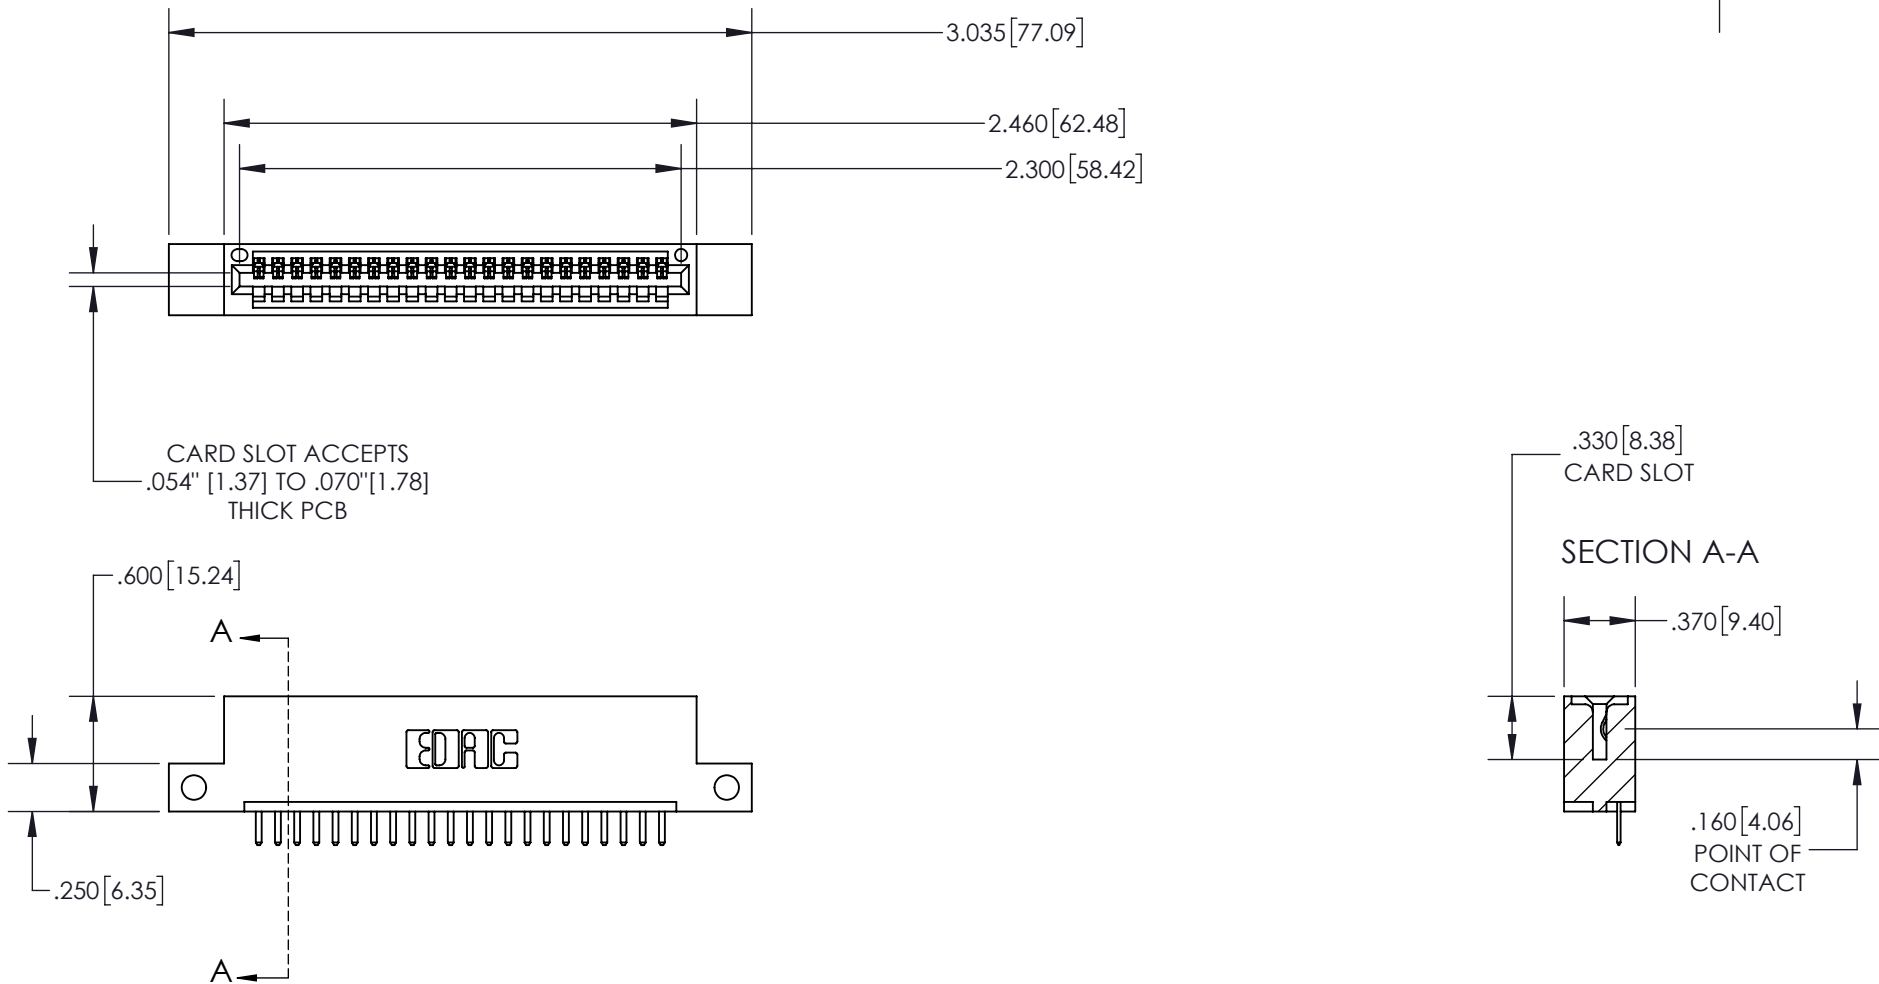 3.035[77.09]
2.460[62.48]
2.300[58.42]
CARD SLOT ACCEPTS
.054" [1.37] TO .070"[1.78]
THICK PCB
.330[8.38]
CARD SLOT
SECTION A-A
.600[15.24]
.370[9.40]
A
EDAC
.160[4.06]
POINT OF
CONTACT
.250[6.35]
A